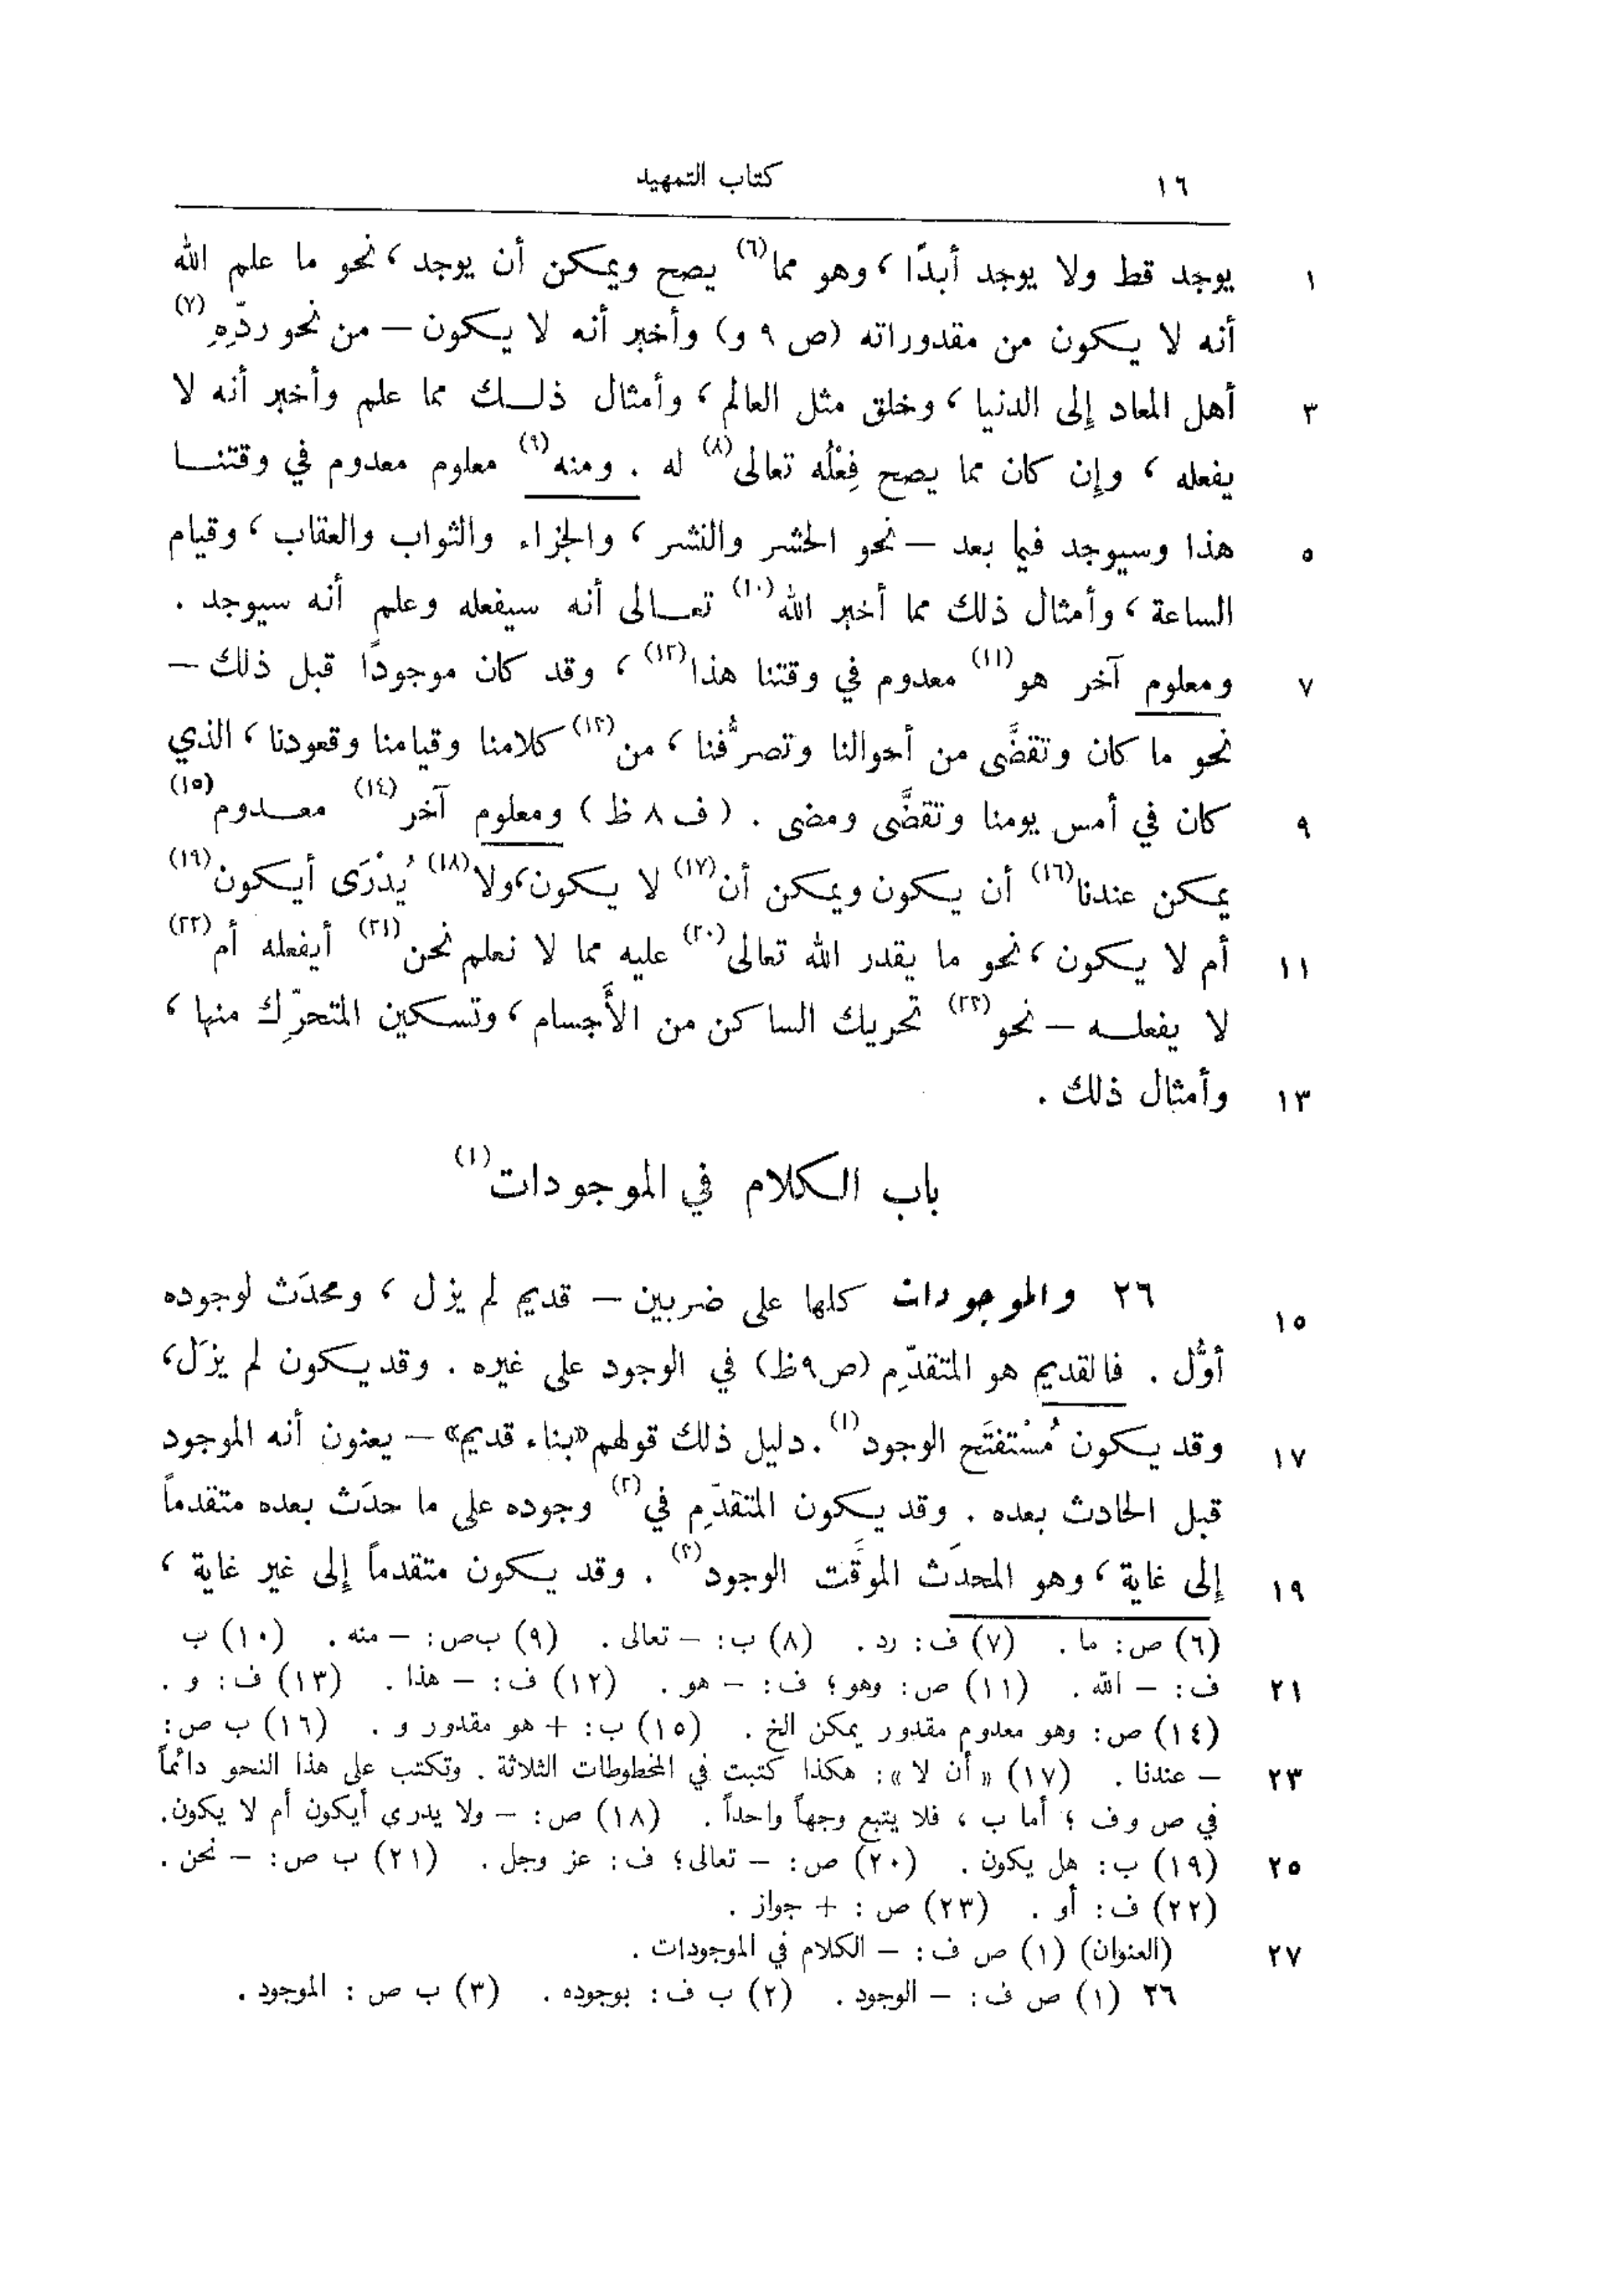 ١٦ كتاب التمهيد
١ يوجد قط ولا يوجد أبدًا، وهو مما(٦) يصح ويمكن أن يوجد، نحو ما علم الله
أنه لا يكون من مقدوراته (ص ٩ و) وأخبر أنه لا يكون – من نحو ردِّهِ(٧)
٣ أهل المعاد إلى الدنيا، وخلق مثل العالم، وأمثال ذلك مما علم وأخبر أنه لا
يفعله، وإن كان مما يصح فِعْلُه تعالى(٨) له. ومنه(٩) معلوم معدوم في وقتنا
٥ هذا وسيوجد فيما بعد – نحو الحشر والنشر، والجزاء والثواب والعقاب، وقيام
الساعة، وأمثال ذلك مما أخبر الله(١٠) تعالى أنه سيفعله وعلم أنه سيوجد.
٧ ومعلوم آخر هو(١١) معدوم في وقتنا هذا(١٢)، وقد كان موجودًا قبل ذلك –
نحو ما كان وتقضَّى من أحوالنا وتصرُّفنا، من(١٣) كلامنا وقيامنا وقعودنا، الذي
٩ كان في أمس يومنا وتقضَّى ومضى. (ف ٨ ظ) ومعلوم آخر(١٤) معدوم(١٥)
يمكن عندنا(١٦) أن يكون ويمكن أن(١٧) لا يكون، ولا(١٨) يُدْرَى أيكون(١٩)
١١ أم لا يكون، نحو ما يقدر الله تعالى(٢٠) عليه مما لا نعلم نحن(٢١) أيفعله أم(٢٢)
لا يفعله – نحو(٢٣) تحريك الساكن من الأَجسام، وتسكين المتحرِّك منها،
١٣ وأمثال ذلك.
باب الكلام في الموجودات(١)
١٥ ٢٦ والموجودات كلها على ضربين – قديم لم يزل، ومحدَث لوجوده
أوَّل. فالقديم هو المتقدِّم (ص ٩ظ) في الوجود على غيره. وقد يكون لم يزَل،
١٧ وقد يكون مُسْتفتَح الوجود(١). دليل ذلك قولهم «بناء قديم» – يعنون أنه الموجود
قبل الحادث بعده. وقد يكون المتقدِّم في(٢) وجوده على ما حدَث بعده متقدماً
١٩ إلى غاية، وهو المحدَث الموقَّت الوجود(٣). وقد يكون متقدماً إلى غير غاية،
(٦) ص: ما. (٧) ف: رد. (٨) ب: – تعالى. (٩) ب ص: – منه. (١٠) ب
٢١ ف: – الله. (١١) ص: وهو؛ ف: – هو. (١٢) ف: – هذا. (١٣) ف: و.
(١٤) ص: وهو معدوم مقدور يمكن الخ. (١٥) ب: + هو مقدور و. (١٦) ب ص:
٢٣ – عندنا. (١٧) «أن لا»: هكذا كتبت في المخطوطات الثلاثة. وتكتب على هذا النحو دائماً
في ص و ف؛ أما ب، فلا يتبع وجهاً واحداً. (١٨) ص: – ولا يدرى أيكون أم لا يكون.
٢٥ (١٩) ب: هل يكون. (٢٠) ص: – تعالى؛ ف: عز وجل. (٢١) ب ص: – نحن.
(٢٢) ف: أو. (٢٣) ص: + جواز.
٢٧ (العنوان) (١) ص ف: – الكلام في الموجودات.
٢٦ (١) ص ف: – الوجود. (٢) ب ف: بوجوده. (٣) ب ص: الموجود.